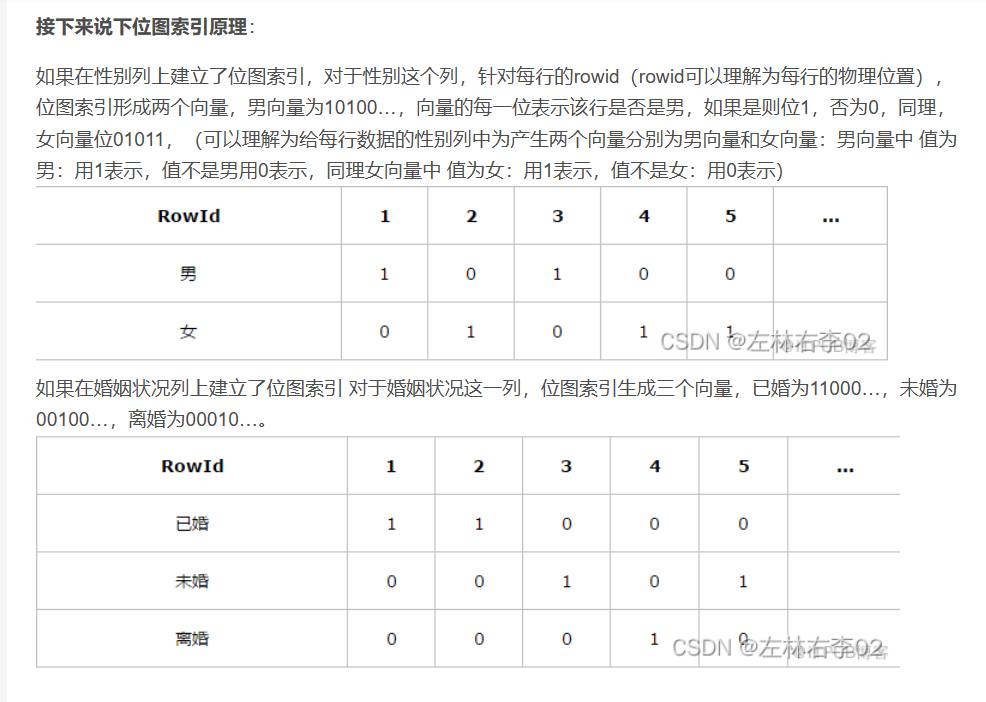 接下来说下位图索引原理：
如果在性别列上建立了位图索引，对于性别这个列，针对每行的rowid（rowid可以理解为每行的物理位置），
位图索引形成两个向量，男向量为10100…，向量的每一位表示该行是否是男，如果是则位1，否为0，同理，
女向量位01011，（可以理解为给每行数据的性别列中为产生两个向量分别为男向量和女向量：男向量中 值为
男：用1表示，值不是男用0表示，同理女向量中 值为女：用1表示，值不是女：用0表示）
RowId 1 2 3 4 5 ...
男 1 0 1 0 0
女 0 1 0 1 1
CSDN @左林右李02
如果在婚姻状况列上建立了位图索引 对于婚姻状况这一列，位图索引生成三个向量，已婚为11000…，未婚为
00100…，离婚为00010…。
RowId 1 2 3 4 5 ...
已婚 1 1 0 0 0
未婚 0 0 1 0 1
离婚 0 0 0 1 0
CSDN @左林右李02